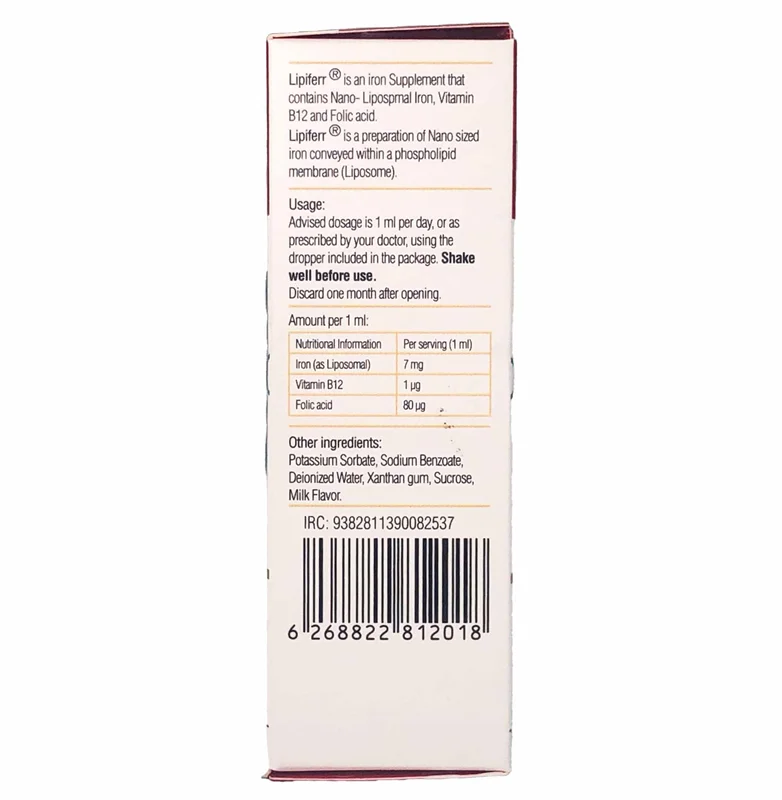 Lipiferr ® is an iron Supplement that
contains Nano- Lipospmal Iron, Vitamin
B12 and Folic acid.
Lipiferr ® is a preparation of Nano sized
iron conveyed within a phospholipid
membrane (Liposome).
Usage:
Advised dosage is 1 ml per day, or as
prescribed by your doctor, using the
dropper included in the package. Shake
well before use.
Discard one month after opening.
Amount per 1 ml:
Nutritional Information Per serving (1 ml)
Iron (as Liposomal) 7 mg
Vitamin B12 1 µg
Folic acid 80 µg
Other ingredients:
Potassium Sorbate, Sodium Benzoate,
Deionized Water, Xanthan gum, Sucrose,
Milk Flavor.
IRC: 9382811390082537
6 268822 812018